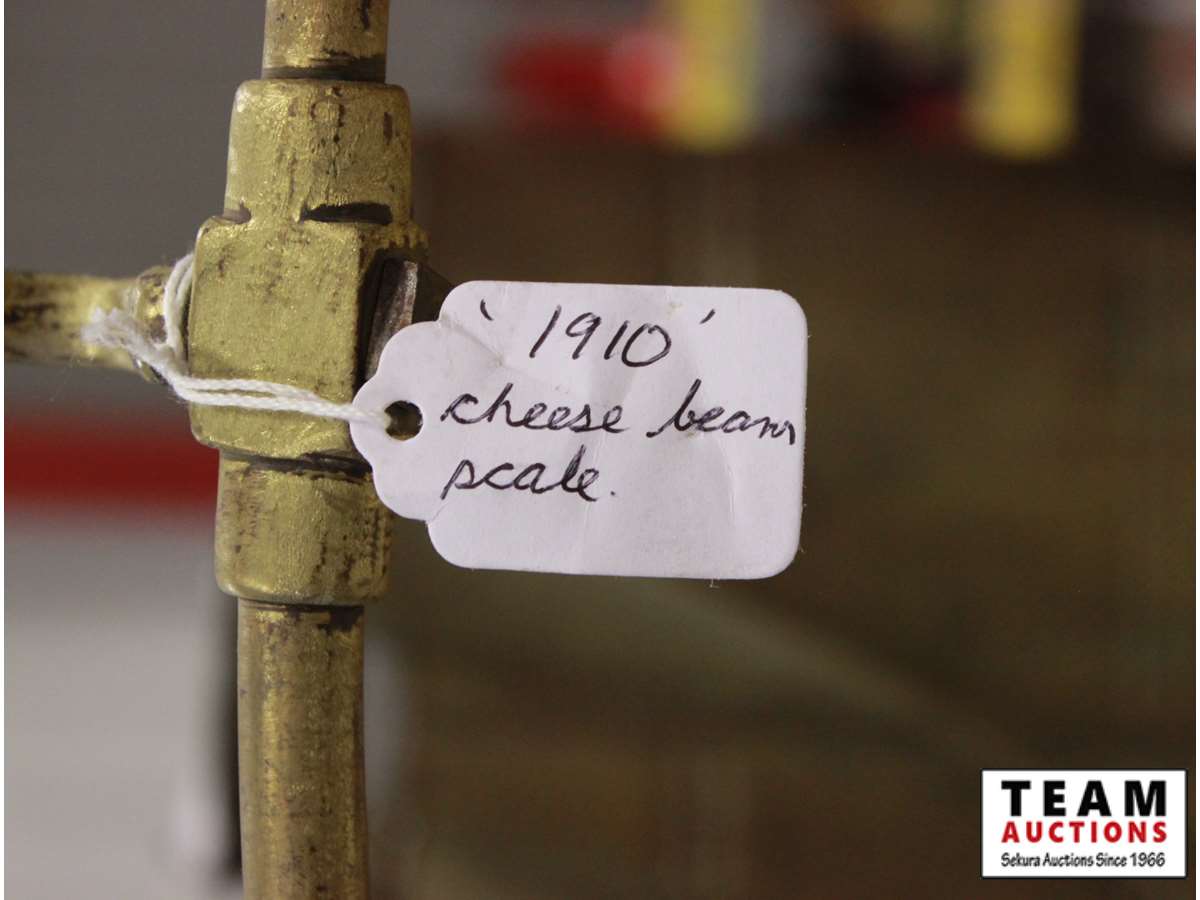 ' 1910 '
cheese beam
scale.
TEAM
AUCTIONS
Sekura Auctions Since 1966